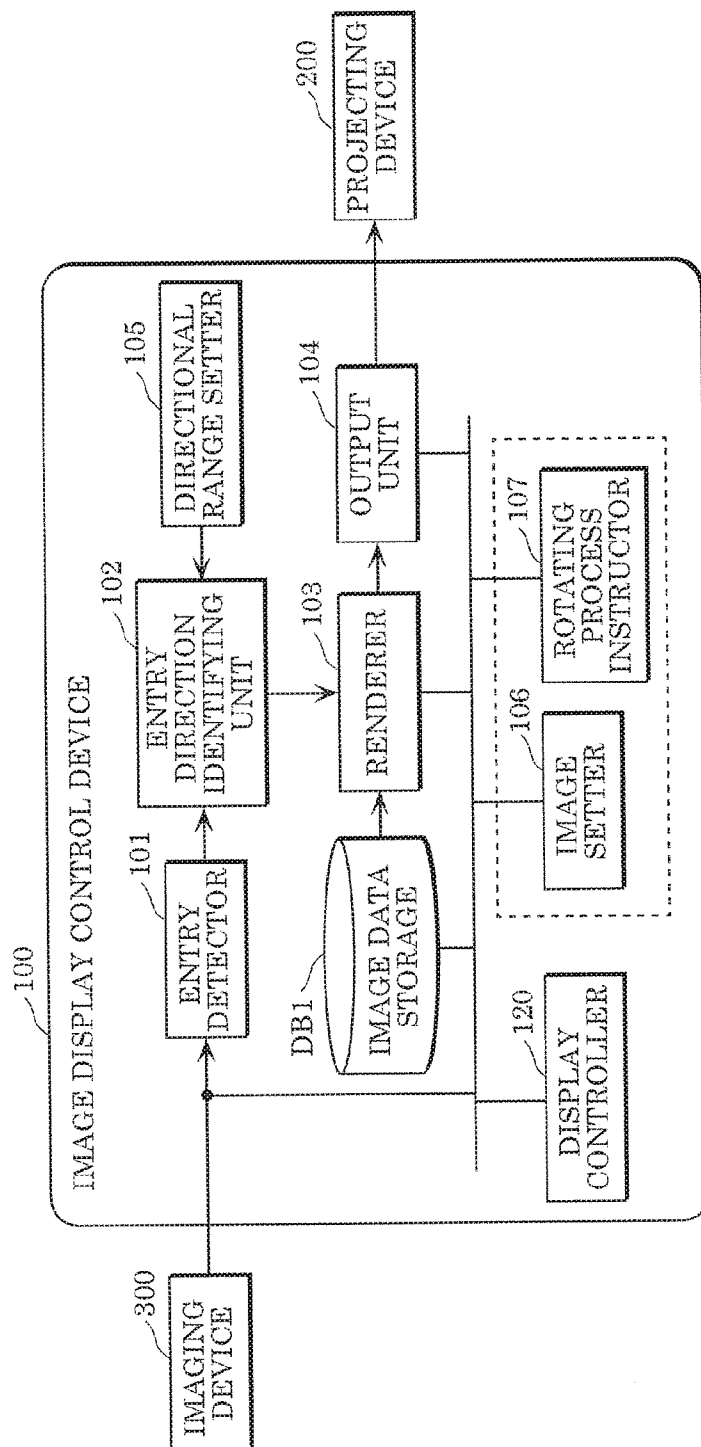 100
IMAGE DISPLAY CONTROL DEVICE
300
IMAGING
DEVICE
101
ENTRY
DETECTOR
102
ENTRY
DIRECTION
IDENTIFYING
UNIT
105
DIRECTIONAL
RANGE SETTER
DB1
IMAGE DATA
STORAGE
103
RENDERER
104
OUTPUT
UNIT
200
PROJECTING
DEVICE
120
DISPLAY
CONTROLLER
106
IMAGE
SETTER
107
ROTATING
PROCESS
INSTRUCTOR